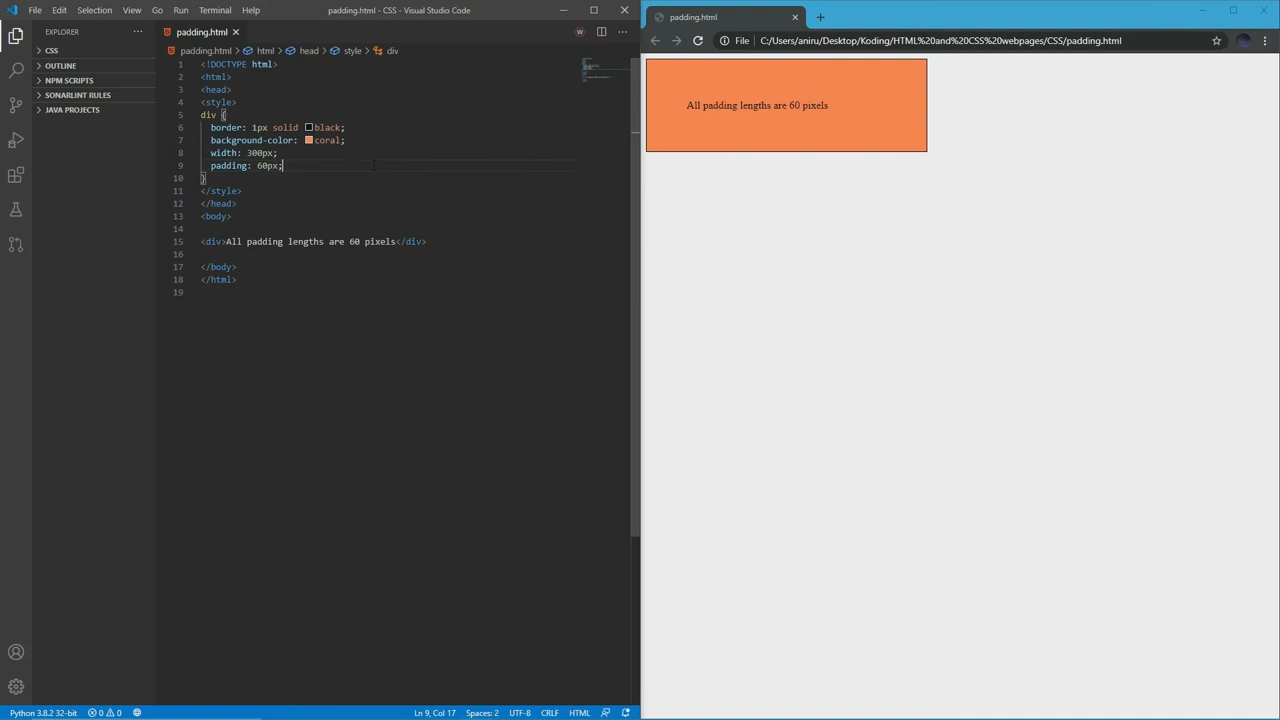 File Edit Selection View Go Run Terminal Help
padding.html - CSS - Visual Studio Code
EXPLORER
CSS
OUTLINE
NPM SCRIPTS
SONARLINT RULES
JAVA PROJECTS
padding.html
W
padding.html > html > head > style > div
1 <!DOCTYPE html>
2 <html>
3 <head>
4 <style>
5 div {
6 border: 1px solid black;
7 background-color: coral;
8 width: 300px;
9 padding: 60px;
10 }
11 </style>
12 </head>
13 <body>
14
15 <div>All padding lengths are 60 pixels</div>
16
17 </body>
18 </html>
19
Python 3.8.2 32-bit 0 0 Ln 9, Col 17 Spaces: 2 UTF-8 CRLF HTML
padding.html
File C:/Users/aniru/Desktop/Koding/HTML%20and%20CSS%20webpages/CSS/padding.html
All padding lengths are 60 pixels